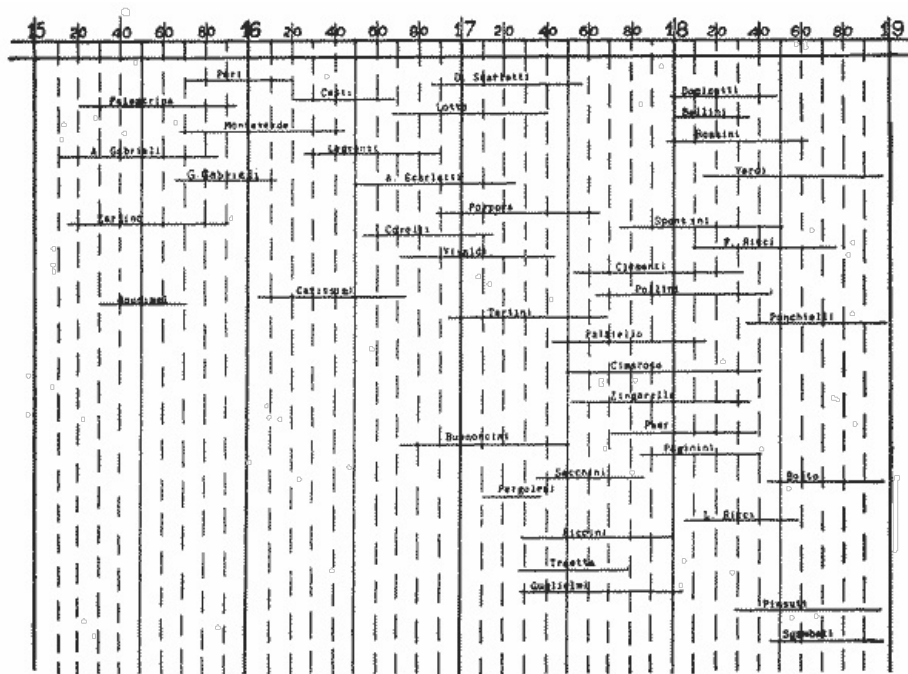 15 20 40 60 80 16 20 40 60 80 17 20 40 60 80 18 20 40 60 80 19
Peri
D. Scarlatti
Cesti
Donizetti
Palestrina
Lotti
Bellini
Monteverde
Rossini
A. Gabrieli
Legrenzi
Verdi
G. Gabrieli
A. Scarlatti
Porpora
Zarlino
Spontini
Corelli
F. Ricci
Vivaldi
Clementi
Carissimi
Pollini
Tartini
Ponchielli
Paisiello
Cimarosa
Zingarelli
Paer
Buononcini
Paganini
Sacchini
Boito
Pergolesi
L. Ricci
Piccini
Traetta
Guglielmi
Pinsuti
Sgambati